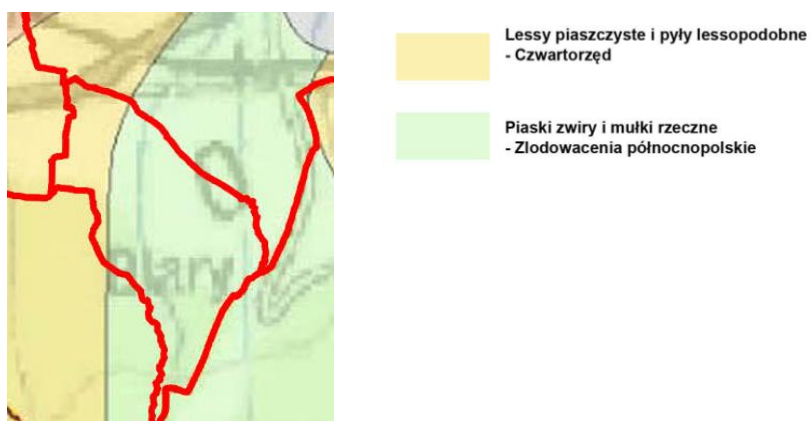 Lessy piaszczyste i pyły lessopodobne
- Czwartorzęd
Piaski zwiry i mułki rzeczne
- Zlodowacenia północnopolskie